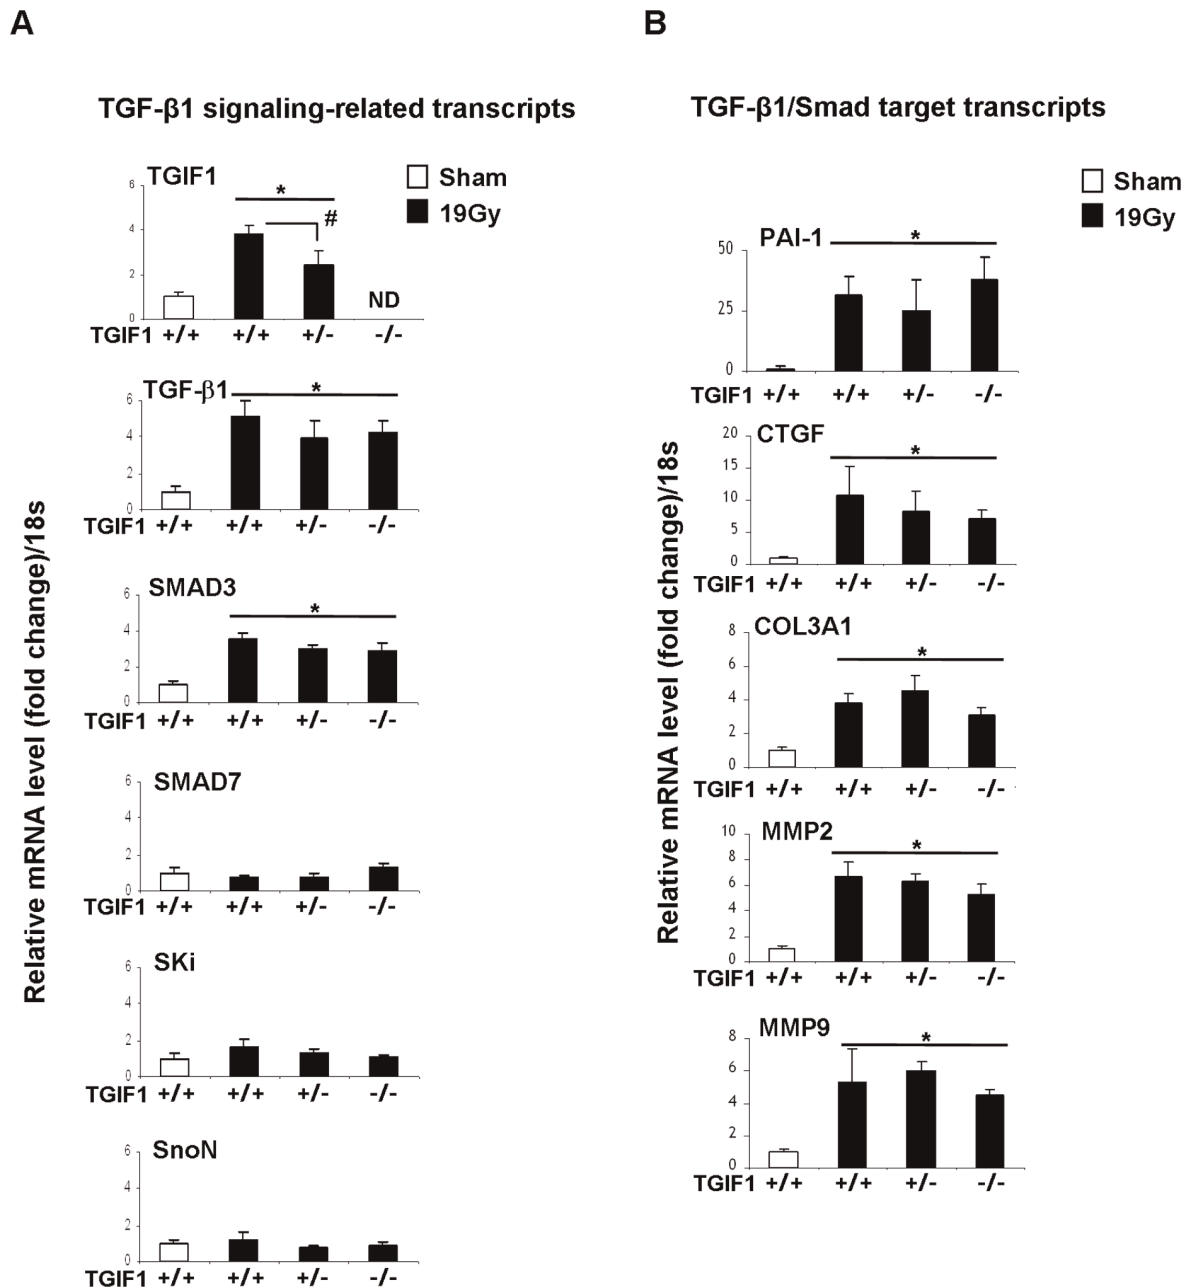 A
TGF-β1 signaling-related transcripts
Relative mRNA level (fold change)/18s
TGIF1
Sham
19Gy
6
4
2
0
*
#
ND
TGIF1 +/+ +/+ +/- -/-
TGF-β1
6
4
2
0
*
TGIF1 +/+ +/+ +/- -/-
SMAD3
6
4
2
0
*
TGIF1 +/+ +/+ +/- -/-
SMAD7
6
4
2
0
TGIF1 +/+ +/+ +/- -/-
SKi
6
4
2
0
TGIF1 +/+ +/+ +/- -/-
SnoN
6
4
2
0
TGIF1 +/+ +/+ +/- -/-
B
TGF-β1/Smad target transcripts
Relative mRNA level (fold change)/18s
Sham
19Gy
PAI-1
50
25
0
*
TGIF1 +/+ +/+ +/- -/-
CTGF
20
15
10
5
0
*
TGIF1 +/+ +/+ +/- -/-
COL3A1
8
6
4
2
0
*
TGIF1 +/+ +/+ +/- -/-
MMP2
10
8
6
4
2
0
*
TGIF1 +/+ +/+ +/- -/-
MMP9
8
6
4
2
0
*
TGIF1 +/+ +/+ +/- -/-